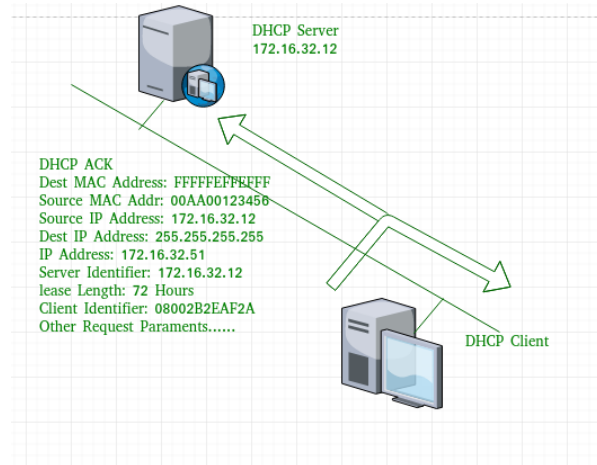 DHCP Server
172.16.32.12
DHCP ACK
Dest MAC Address: FFFFFEFFEFFF
Source MAC Addr: 00AA00123456
Source IP Address: 172.16.32.12
Dest IP Address: 255.255.255.255
IP Address: 172.16.32.51
Server Identifier: 172.16.32.12
lease Length: 72 Hours
Client Identifier: 08002B2EAF2A
Other Request Paraments......
DHCP Client